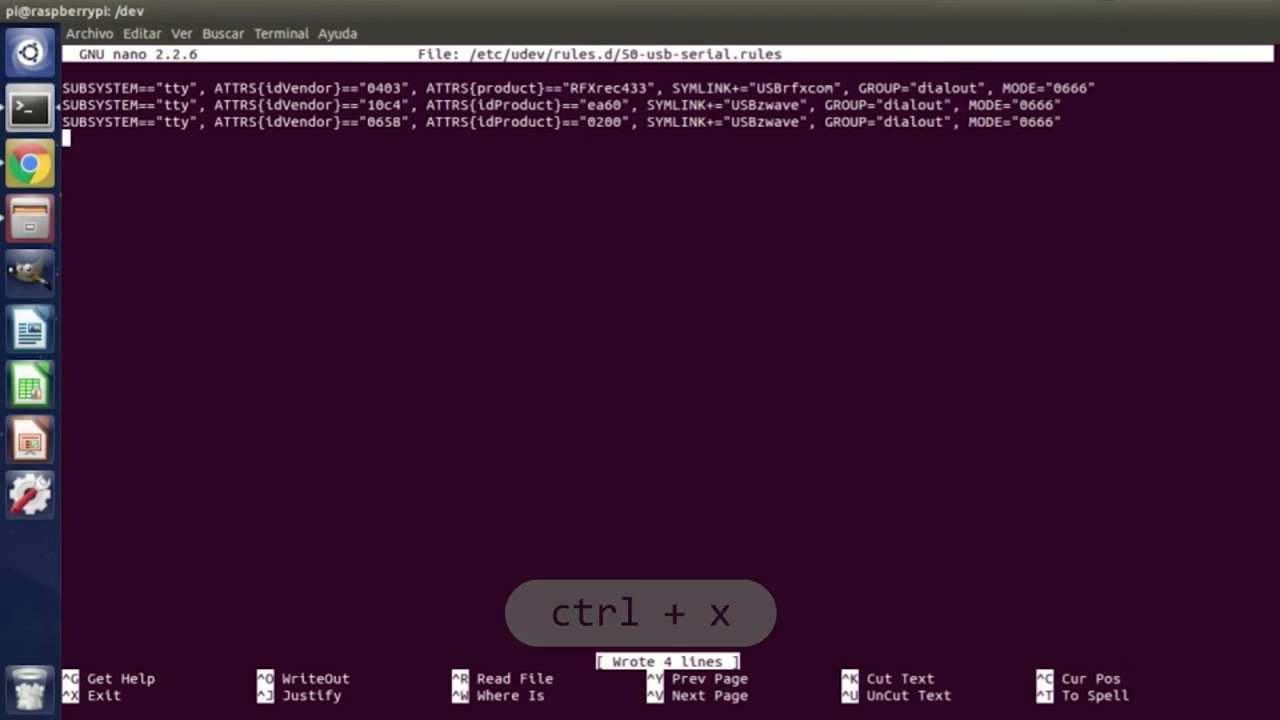 pi@raspberrypi: /dev
Archivo Editar Ver Buscar Terminal Ayuda
GNU nano 2.2.6 File: /etc/udev/rules.d/50-usb-serial.rules
SUBSYSTEM=="tty", ATTRS{idVendor}=="0403", ATTRS{product}=="RFXrec433", SYMLINK+="USBrfxcom", GROUP="dialout", MODE="0666"
SUBSYSTEM=="tty", ATTRS{idVendor}=="10c4", ATTRS{idProduct}=="ea60", SYMLINK+="USBzwave", GROUP="dialout", MODE="0666"
SUBSYSTEM=="tty", ATTRS{idVendor}=="0658", ATTRS{idProduct}=="0200", SYMLINK+="USBzwave", GROUP="dialout", MODE="0666"
ctrl + x
[ Wrote 4 lines ]
^G Get Help ^O WriteOut ^R Read File ^Y Prev Page ^K Cut Text ^C Cur Pos
^X Exit ^J Justify ^W Where Is ^V Next Page ^U UnCut Text ^T To Spell